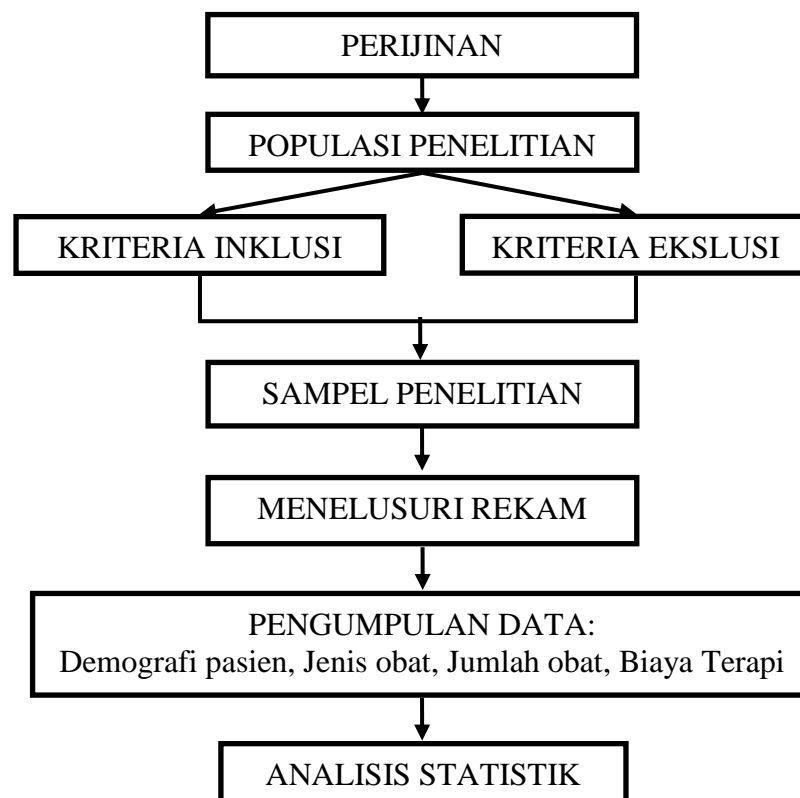 PERIJINAN
POPULASI PENELITIAN
KRITERIA INKLUSI
KRITERIA EKSLUSI
SAMPEL PENELITIAN
MENELUSURI REKAM
PENGUMPULAN DATA:
Demografi pasien, Jenis obat, Jumlah obat, Biaya Terapi
ANALISIS STATISTIK